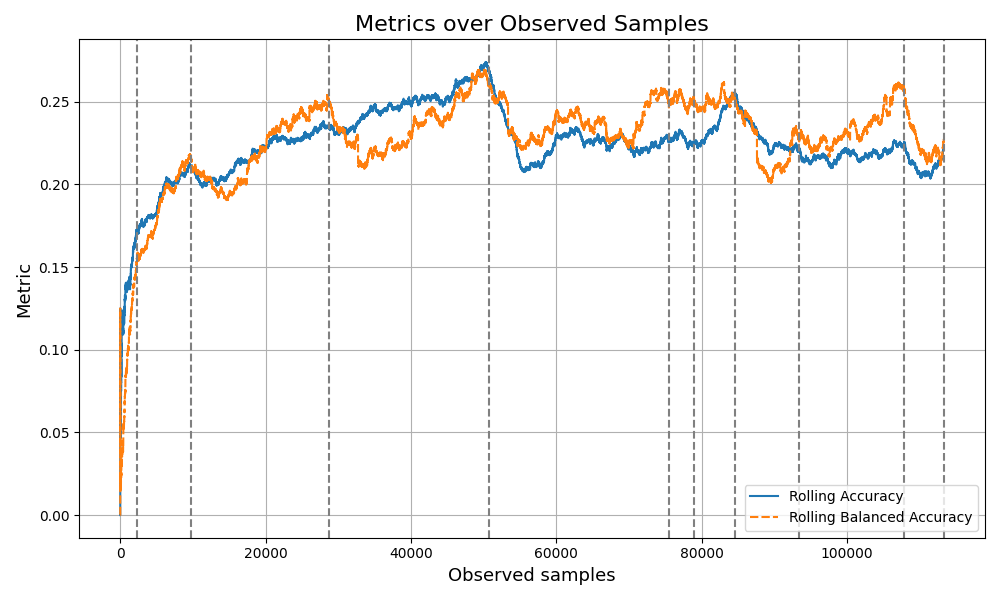 Metrics over Observed Samples
Metric
0.25
0.20
0.15
0.10
0.05
0.00
0
20000
40000
60000
80000
100000
Observed samples
Rolling Accuracy
Rolling Balanced Accuracy